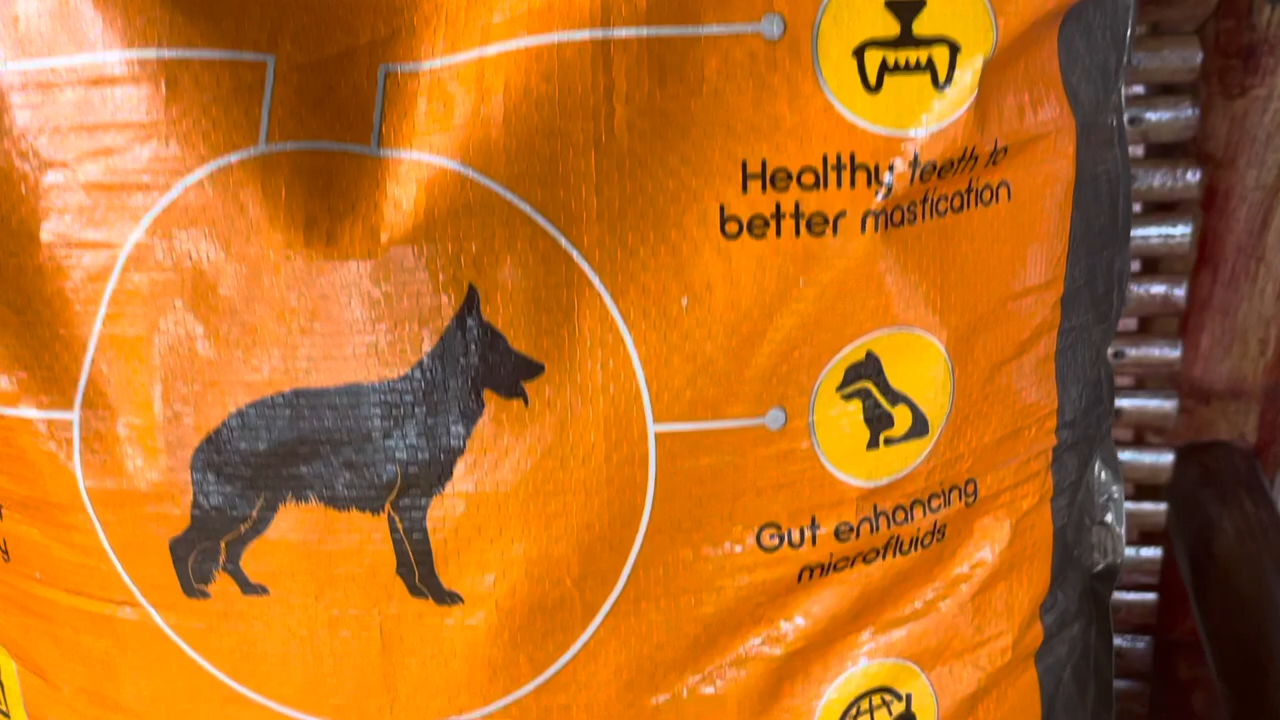 Healthy teeth to
better mastication
Gut enhancing
microfluids